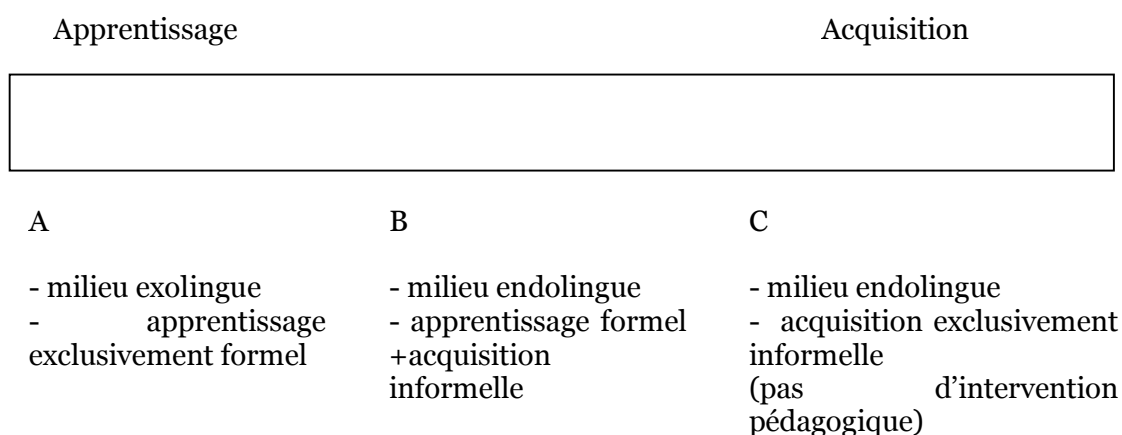 Apprentissage Acquisition
A B C
- milieu exolingue
- apprentissage
exclusivement formel
- milieu endolingue
- apprentissage formel
+acquisition
informelle
- milieu endolingue
- acquisition exclusivement
informelle
(pas d’intervention
pédagogique)